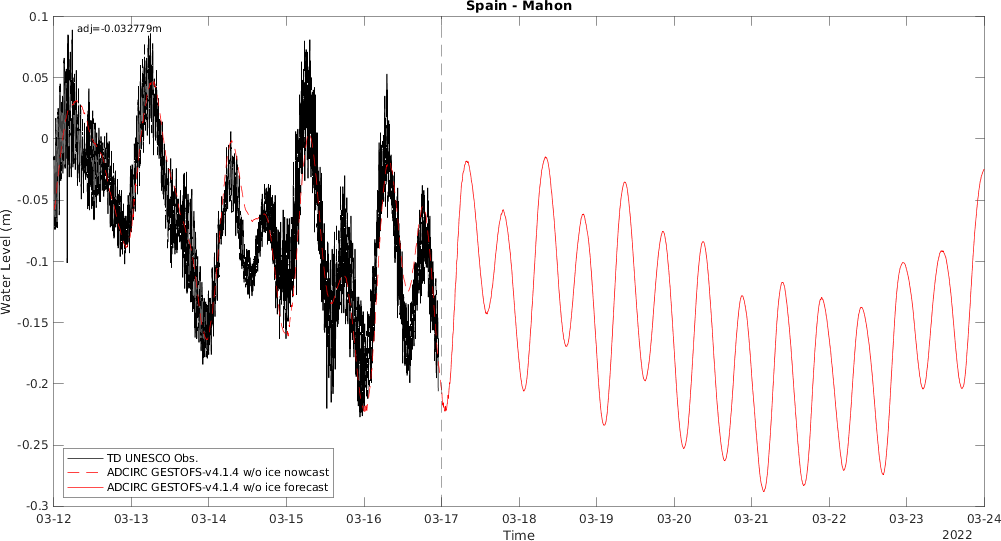 Spain - Mahon
adj=-0.032779m
0.1
0.05
0
-0.05
-0.1
-0.15
-0.2
-0.25
-0.3
Water Level (m)
TD UNESCO Obs.
ADCIRC GESTOFS-v4.1.4 w/o ice nowcast
ADCIRC GESTOFS-v4.1.4 w/o ice forecast
03-12 03-13 03-14 03-15 03-16 03-17 03-18 03-19 03-20 03-21 03-22 03-23 03-24
Time
2022